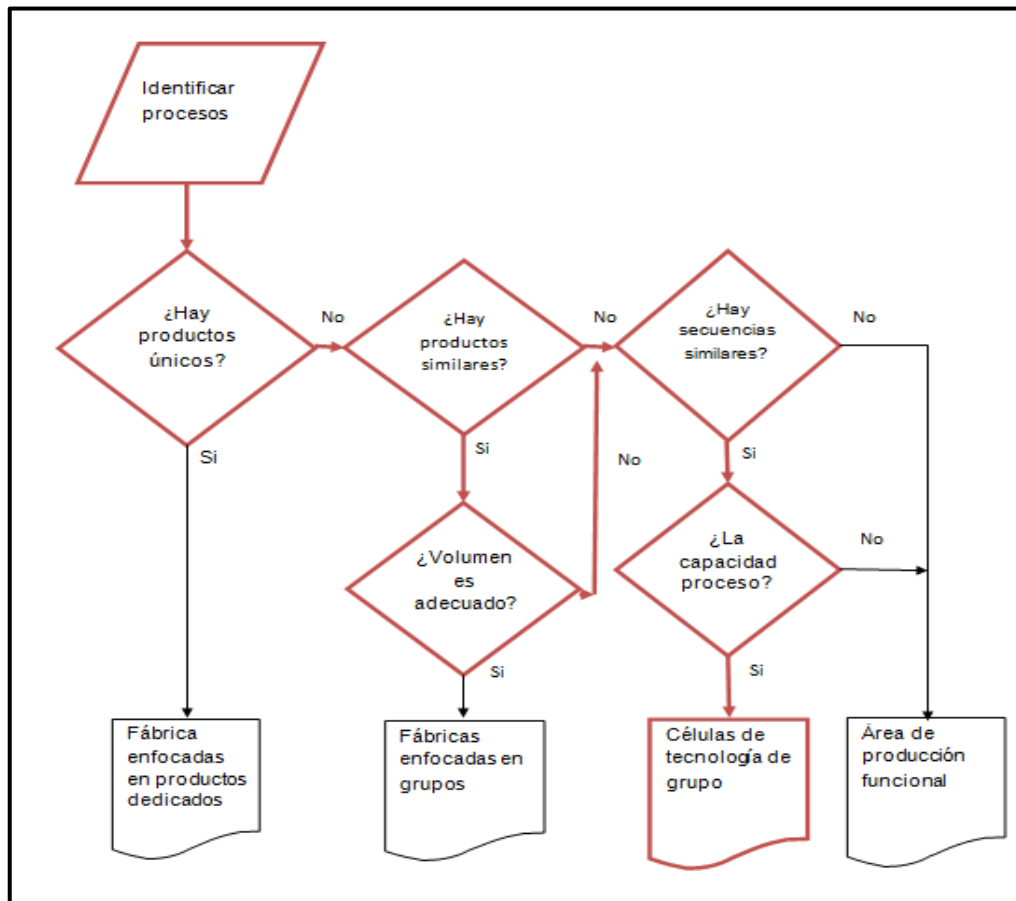 Identificar
procesos
¿Hay
productos
únicos?
No
¿Hay
productos
similares?
No
¿Hay
secuencias
similares?
No
Si
Si
No
Si
¿Volumen
es
adecuado?
¿La
capacidad
proceso?
No
Si
Si
Fábrica
enfocadas
en productos
dedicados
Fábricas
enfocadas en
grupos
Células de
tecnología de
grupo
Área de
producción
funcional